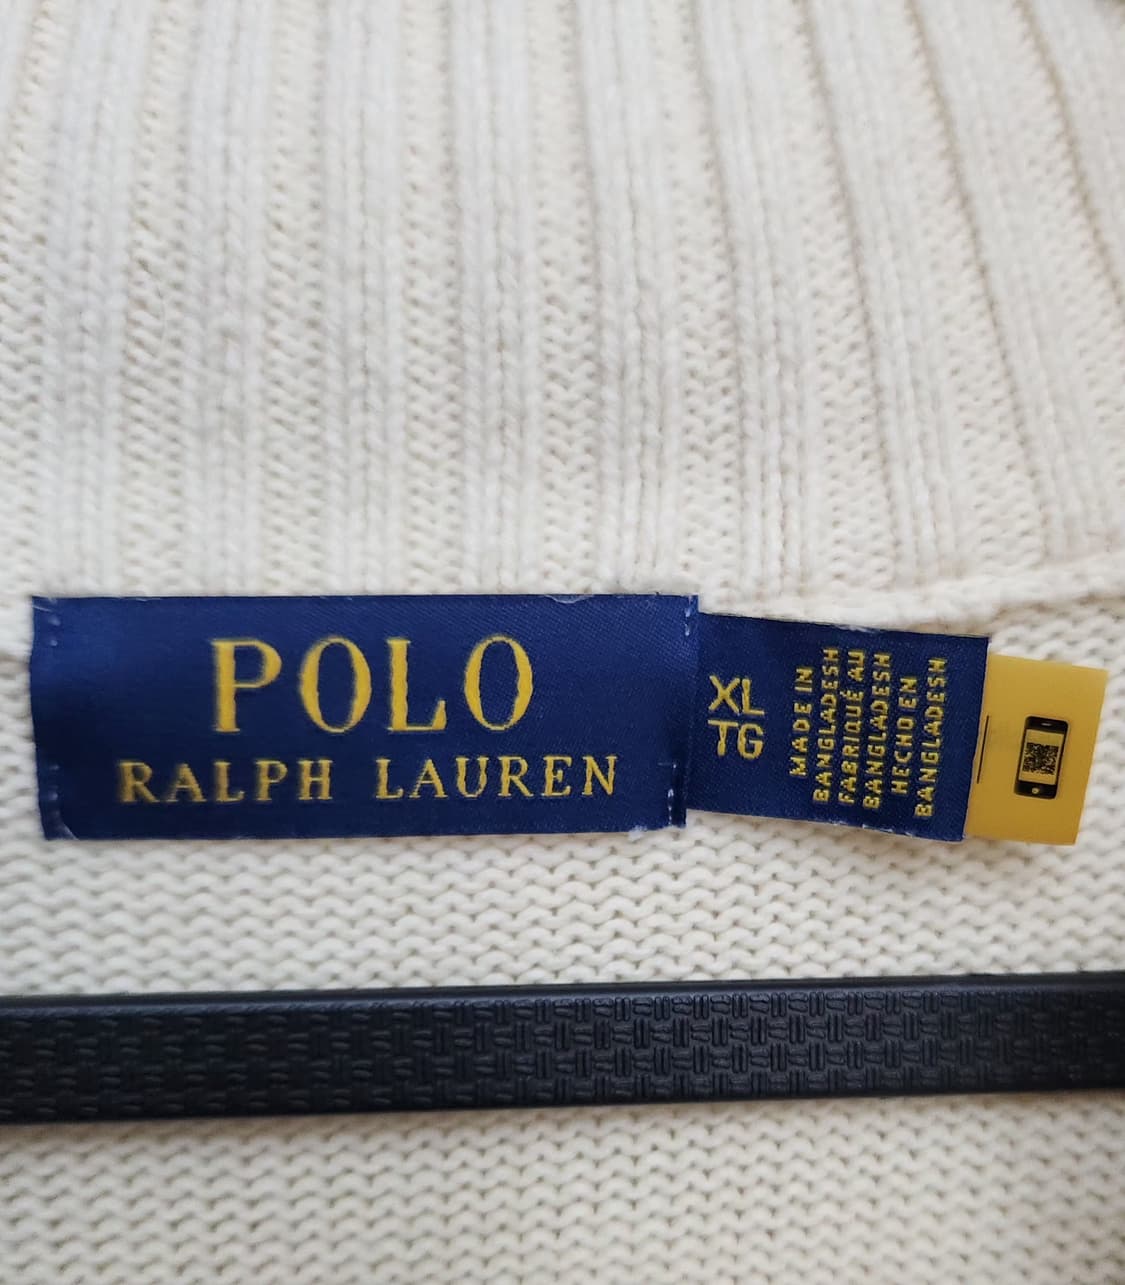 POLO
RALPH LAUREN
XL
TG
MADE IN
BANGLADESH
FABRIQUÉ AU
BANGLADESH
HECHO EN
BANGLADESH